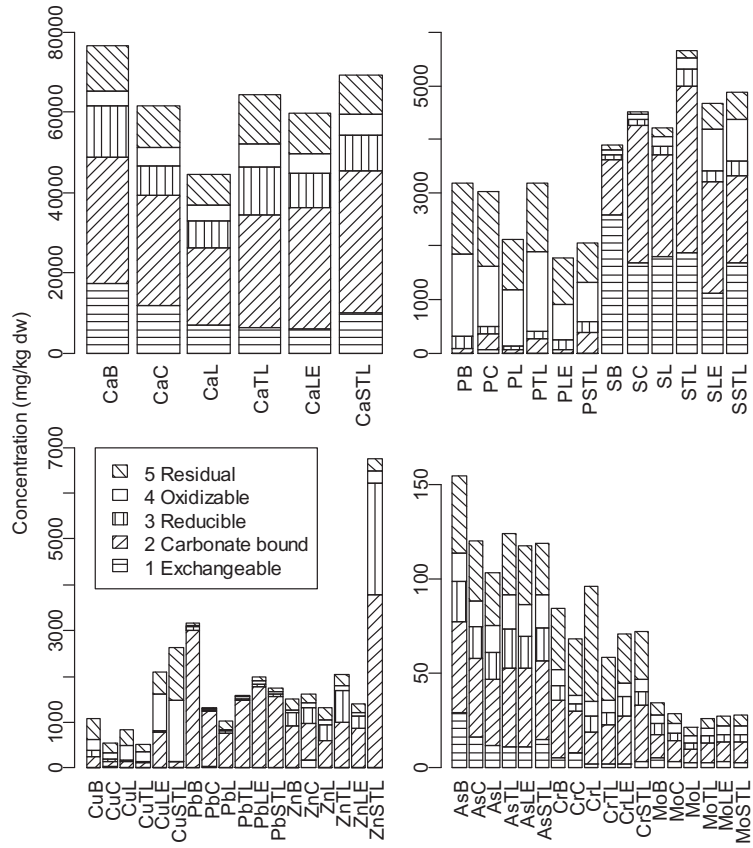 Concentration (mg/kg dw)
0 20000 40000 60000 80000
CaB CaC CaL CaTL CaLE CaSTL
0 1000 3000 5000
PB PC PL PTL PLE PSTL SB SC SL STL SLE SSTL
0 1000 3000 5000 7000
5 Residual
4 Oxidizable
3 Reducible
2 Carbonate bound
1 Exchangeable
CuB CuC CuL CuTL CuLE CuSTL PbB PbC PbL PbTL PbLE PbSTL ZnB ZnC ZnL ZnTL ZnLE ZnSTL
0 50 100 150
AsB AsC AsL AsTL AsLE AsSTL CrB CrC CrL CrTL CrLE CrSTL MoB MoC MoL MoTL MoLE MoSTL